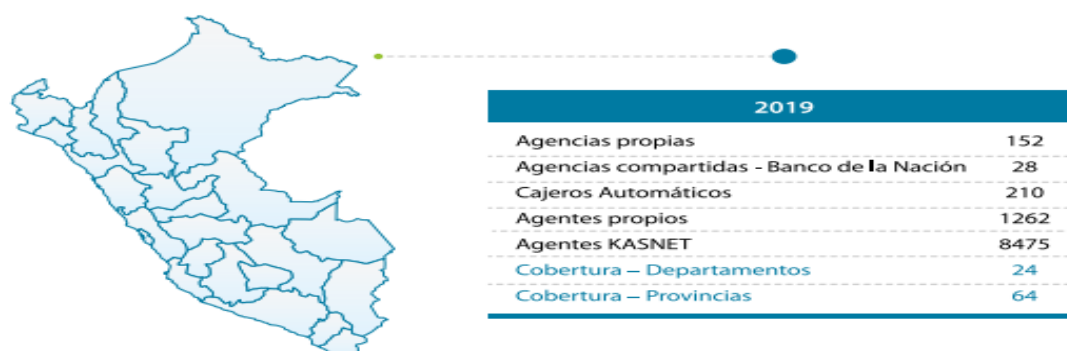 2019
Agencias propias 152
Agencias compartidas - Banco de la Nación 28
Cajeros Automáticos 210
Agentes propios 1262
Agentes KASNET 8475
Cobertura – Departamentos 24
Cobertura – Provincias 64